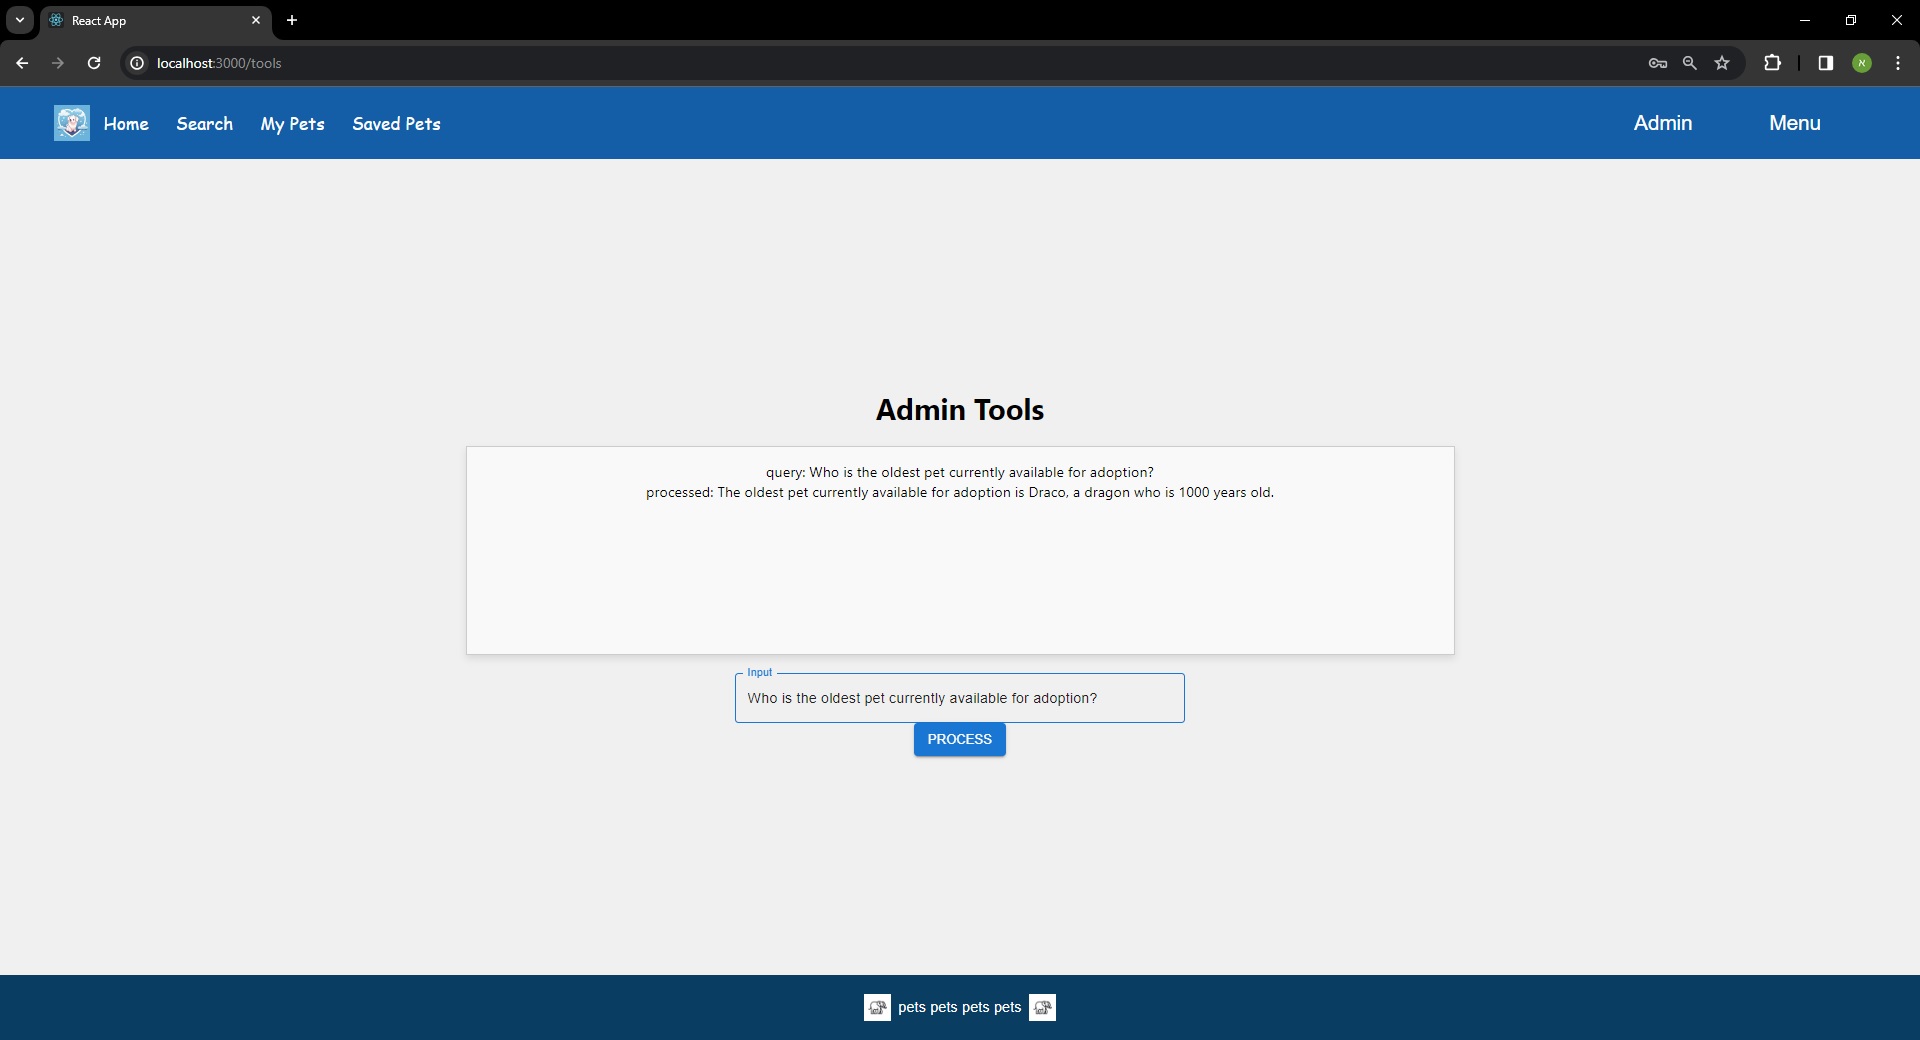 React App
localhost:3000/tools
א
Home Search My Pets Saved Pets Admin Menu
Admin Tools
query: Who is the oldest pet currently available for adoption?
processed: The oldest pet currently available for adoption is Draco, a dragon who is 1000 years old.
Input
Who is the oldest pet currently available for adoption?
PROCESS
pets pets pets pets